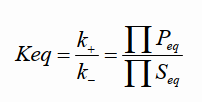 Keq = k₊ / k₋ = ∏ P_eq / ∏ S_eq